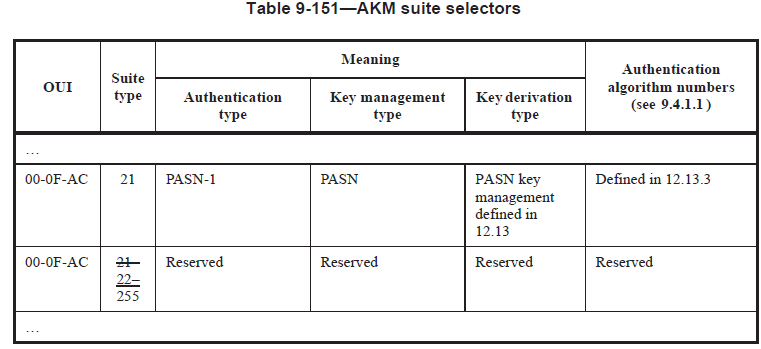 Table 9-151—AKM suite selectors
OUI
Suite
type
Meaning
Authentication
type
Key management
type
Key derivation
type
Authentication
algorithm numbers
(see 9.4.1.1)
...
00-0F-AC
21
PASN-1
PASN
PASN key
management
defined in
12.13
Defined in 12.13.3
00-0F-AC
21–
22–
255
Reserved
Reserved
Reserved
Reserved
...